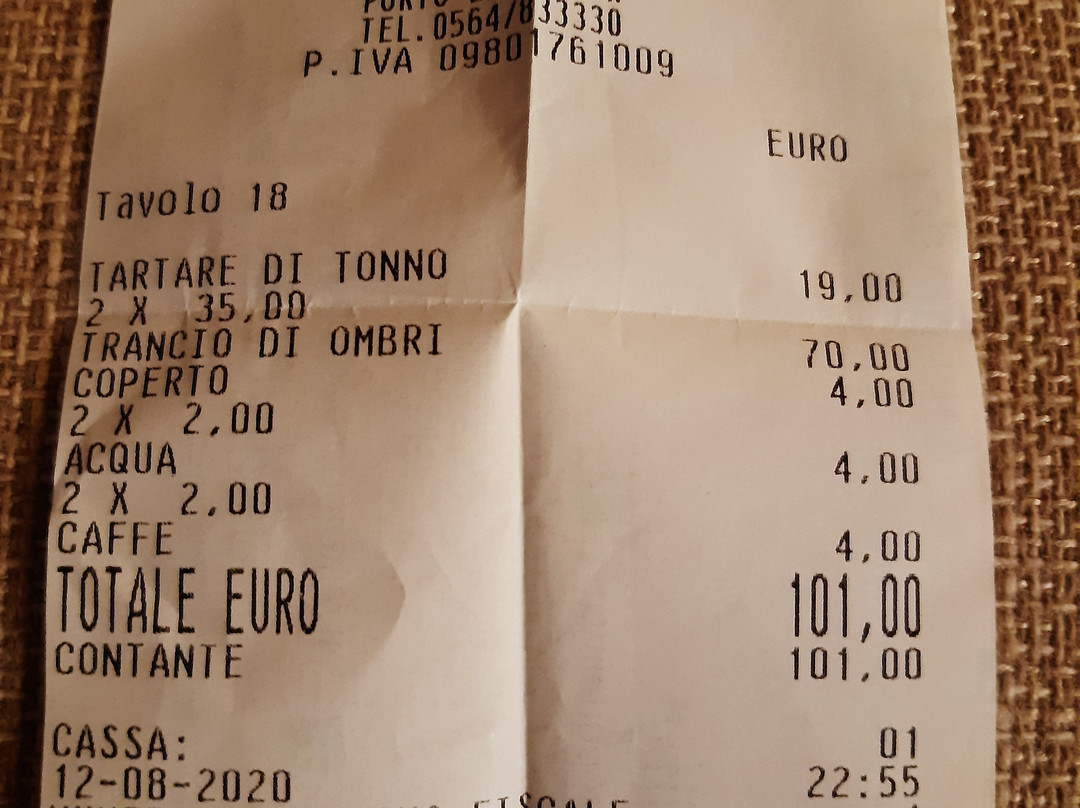 TEL.0564/833330
P.IVA 09801761009
EURO
Tavolo 18
TARTARE DI TONNO 19,00
2 X 35,00
TRANCIO DI OMBRI 70,00
COPERTO 4,00
2 X 2,00
ACQUA 4,00
2 X 2,00
CAFFE 4,00
TOTALE EURO 101,00
CONTANTE 101,00
CASSA: 01
12-08-2020 22:55
FISCALE